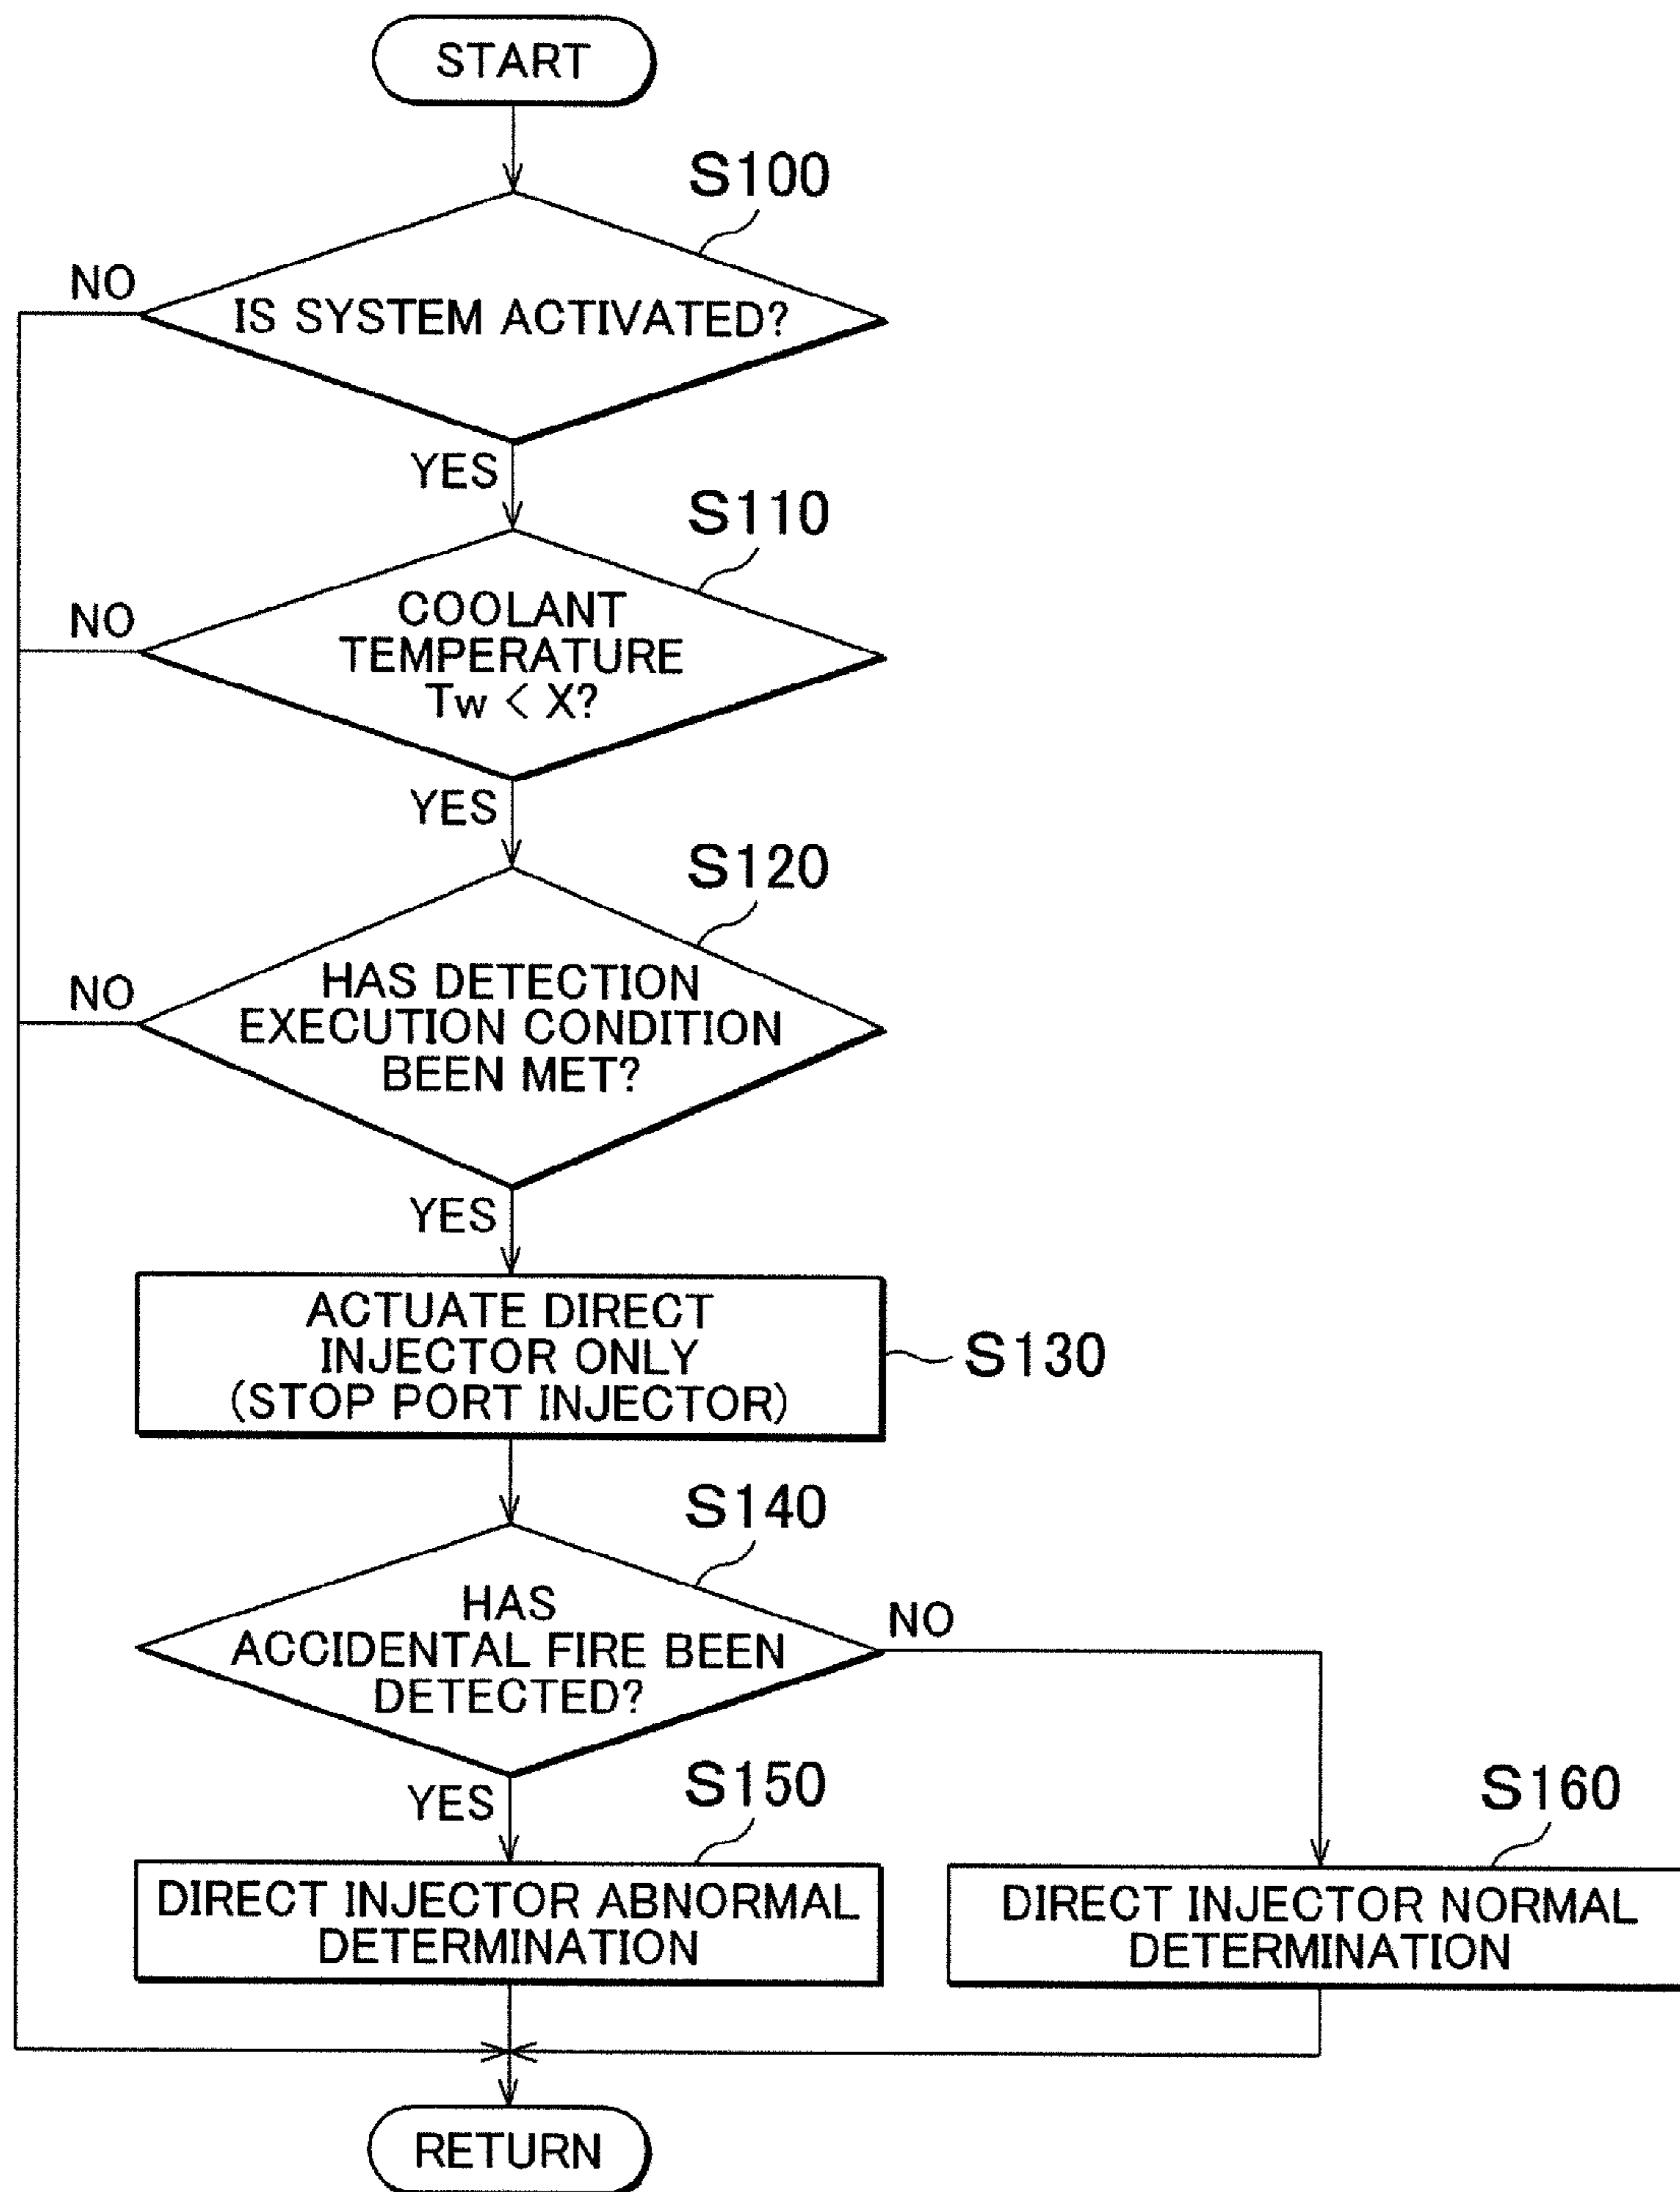 START
S100
NO
IS SYSTEM ACTIVATED?
YES
S110
NO
COOLANT
TEMPERATURE
Tw < X?
YES
S120
NO
HAS DETECTION
EXECUTION CONDITION
BEEN MET?
YES
ACTUATE DIRECT
INJECTOR ONLY
(STOP PORT INJECTOR)
S130
S140
HAS
ACCIDENTAL FIRE BEEN
DETECTED?
NO
YES
S150
S160
DIRECT INJECTOR ABNORMAL
DETERMINATION
DIRECT INJECTOR NORMAL
DETERMINATION
RETURN